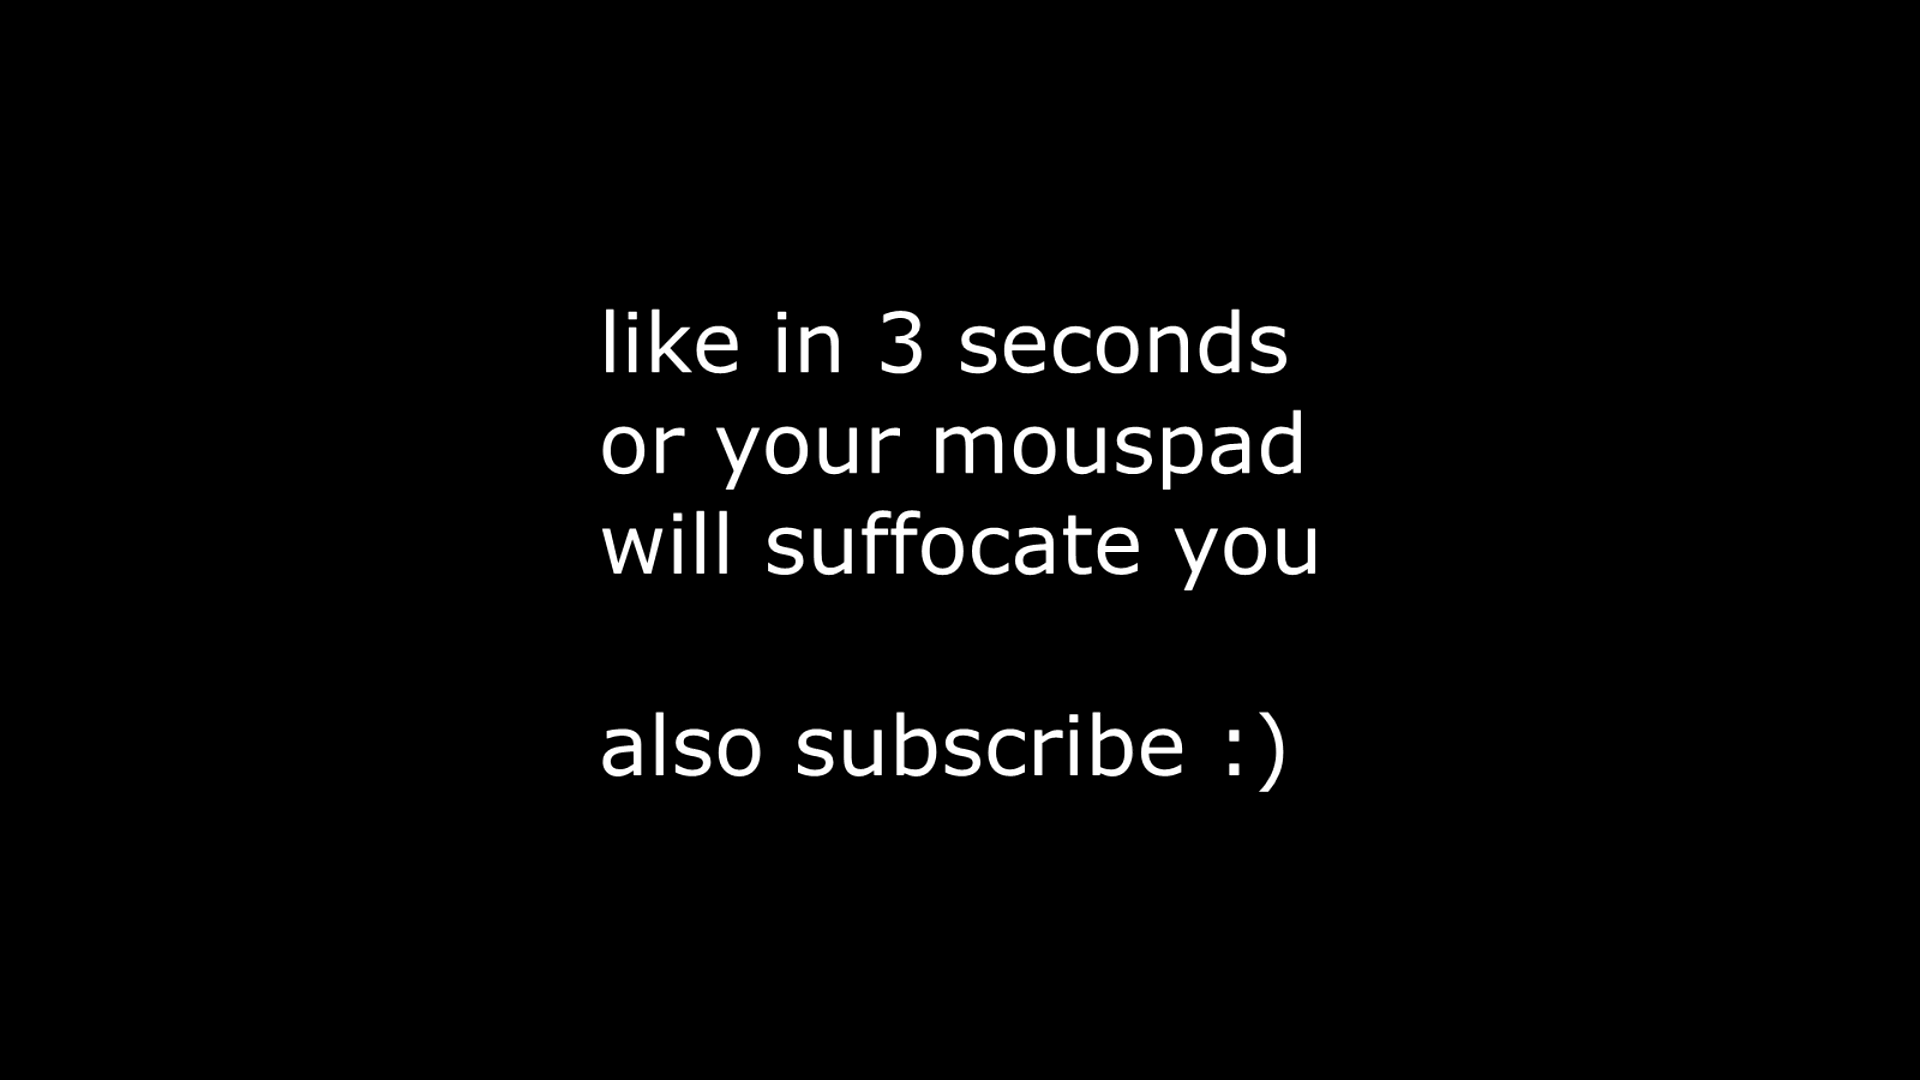 like in 3 seconds
or your mouspad
will suffocate you
also subscribe :)